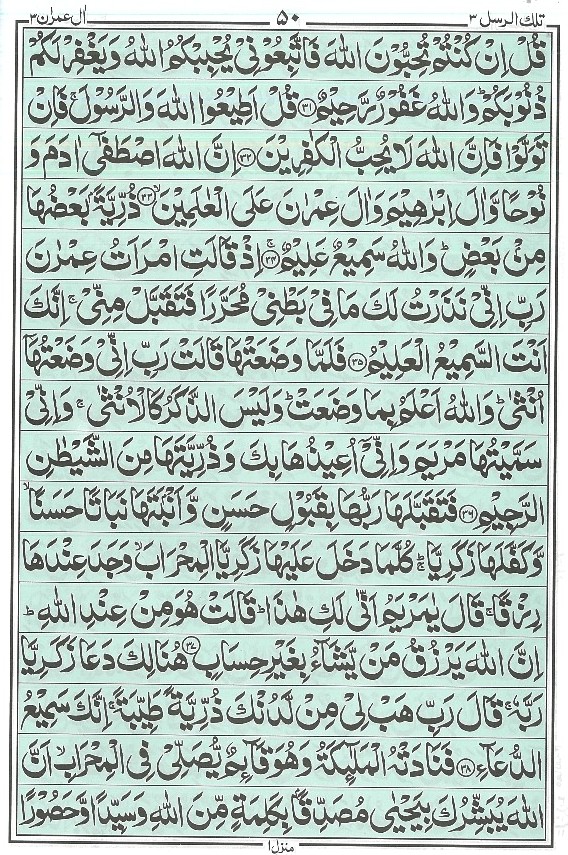 تلك الرسل ٣ ٥٠ اٰل عمرٰن ٣
قُلْ اِنْ كُنْتُمْ تُحِبُّوْنَ اللّٰهَ فَاتَّبِعُوْنِیْ یُحْبِبْكُمُ اللّٰهُ وَیَغْفِرْ لَكُمْ
ذُنُوْبَكُمْ ؕ وَاللّٰهُ غَفُوْرٌ رَّحِیْمٌ ﴿۳۱﴾ قُلْ اَطِیْعُوا اللّٰهَ وَالرَّسُوْلَ ۚ فَاِنْ
تَوَلَّوْا فَاِنَّ اللّٰهَ لَا یُحِبُّ الْكٰفِرِیْنَ ﴿۳۲﴾ اِنَّ اللّٰهَ اصْطَفٰۤی اٰدَمَ وَ
نُوْحًا وَّاٰلَ اِبْرٰهِیْمَ وَاٰلَ عِمْرٰنَ عَلَی الْعٰلَمِیْنَ ﴿۳۳﴾ ۙ ذُرِّیَّةًۢ بَعْضُهَا
مِنْۢ بَعْضٍ ؕ وَاللّٰهُ سَمِیْعٌ عَلِیْمٌ ﴿۳۴﴾ ۚ اِذْ قَالَتِ امْرَاَتُ عِمْرٰنَ
رَبِّ اِنِّیْ نَذَرْتُ لَكَ مَا فِیْ بَطْنِیْ مُحَرَّرًا فَتَقَبَّلْ مِنِّیْ ۚ اِنَّكَ
اَنْتَ السَّمِیْعُ الْعَلِیْمُ ﴿۳۵﴾ فَلَمَّا وَضَعَتْهَا قَالَتْ رَبِّ اِنِّیْ وَضَعْتُهَاۤ
اُنْثٰی ؕ وَاللّٰهُ اَعْلَمُ بِمَا وَضَعَتْ ؕ وَلَیْسَ الذَّكَرُ كَالْاُنْثٰی ۚ وَاِنِّیْ
سَمَّیْتُهَا مَرْیَمَ وَاِنِّیْۤ اُعِیْذُهَا بِكَ وَذُرِّیَّتَهَا مِنَ الشَّیْطٰنِ
الرَّجِیْمِ ﴿۳۶﴾ فَتَقَبَّلَهَا رَبُّهَا بِقَبُوْلٍ حَسَنٍ وَّاَنْۢبَتَهَا نَبَاتًا حَسَنًا ۙ
وَّكَفَّلَهَا زَكَرِیَّا ؕۚ كُلَّمَا دَخَلَ عَلَیْهَا زَكَرِیَّا الْمِحْرَابَ ۙ وَجَدَ عِنْدَهَا
رِزْقًا ۚ قَالَ یٰمَرْیَمُ اَنّٰی لَكِ هٰذَا ؕ قَالَتْ هُوَ مِنْ عِنْدِ اللّٰهِ ؕ
اِنَّ اللّٰهَ یَرْزُقُ مَنْ یَّشَآءُ بِغَیْرِ حِسَابٍ ﴿۳۷﴾ هُنَالِكَ دَعَا زَكَرِیَّا
رَبَّهٗ ۚ قَالَ رَبِّ هَبْ لِیْ مِنْ لَّدُنْكَ ذُرِّیَّةً طَیِّبَةً ۚ اِنَّكَ سَمِیْعُ
الدُّعَآءِ ﴿۳۸﴾ فَنَادَتْهُ الْمَلٰٓئِكَةُ وَهُوَ قَآئِمٌ یُّصَلِّیْ فِی الْمِحْرَابِ ۙ اَنَّ
اللّٰهَ یُبَشِّرُكَ بِیَحْیٰی مُصَدِّقًۢا بِكَلِمَةٍ مِّنَ اللّٰهِ وَسَیِّدًا وَّحَصُوْرًا
منزل ١